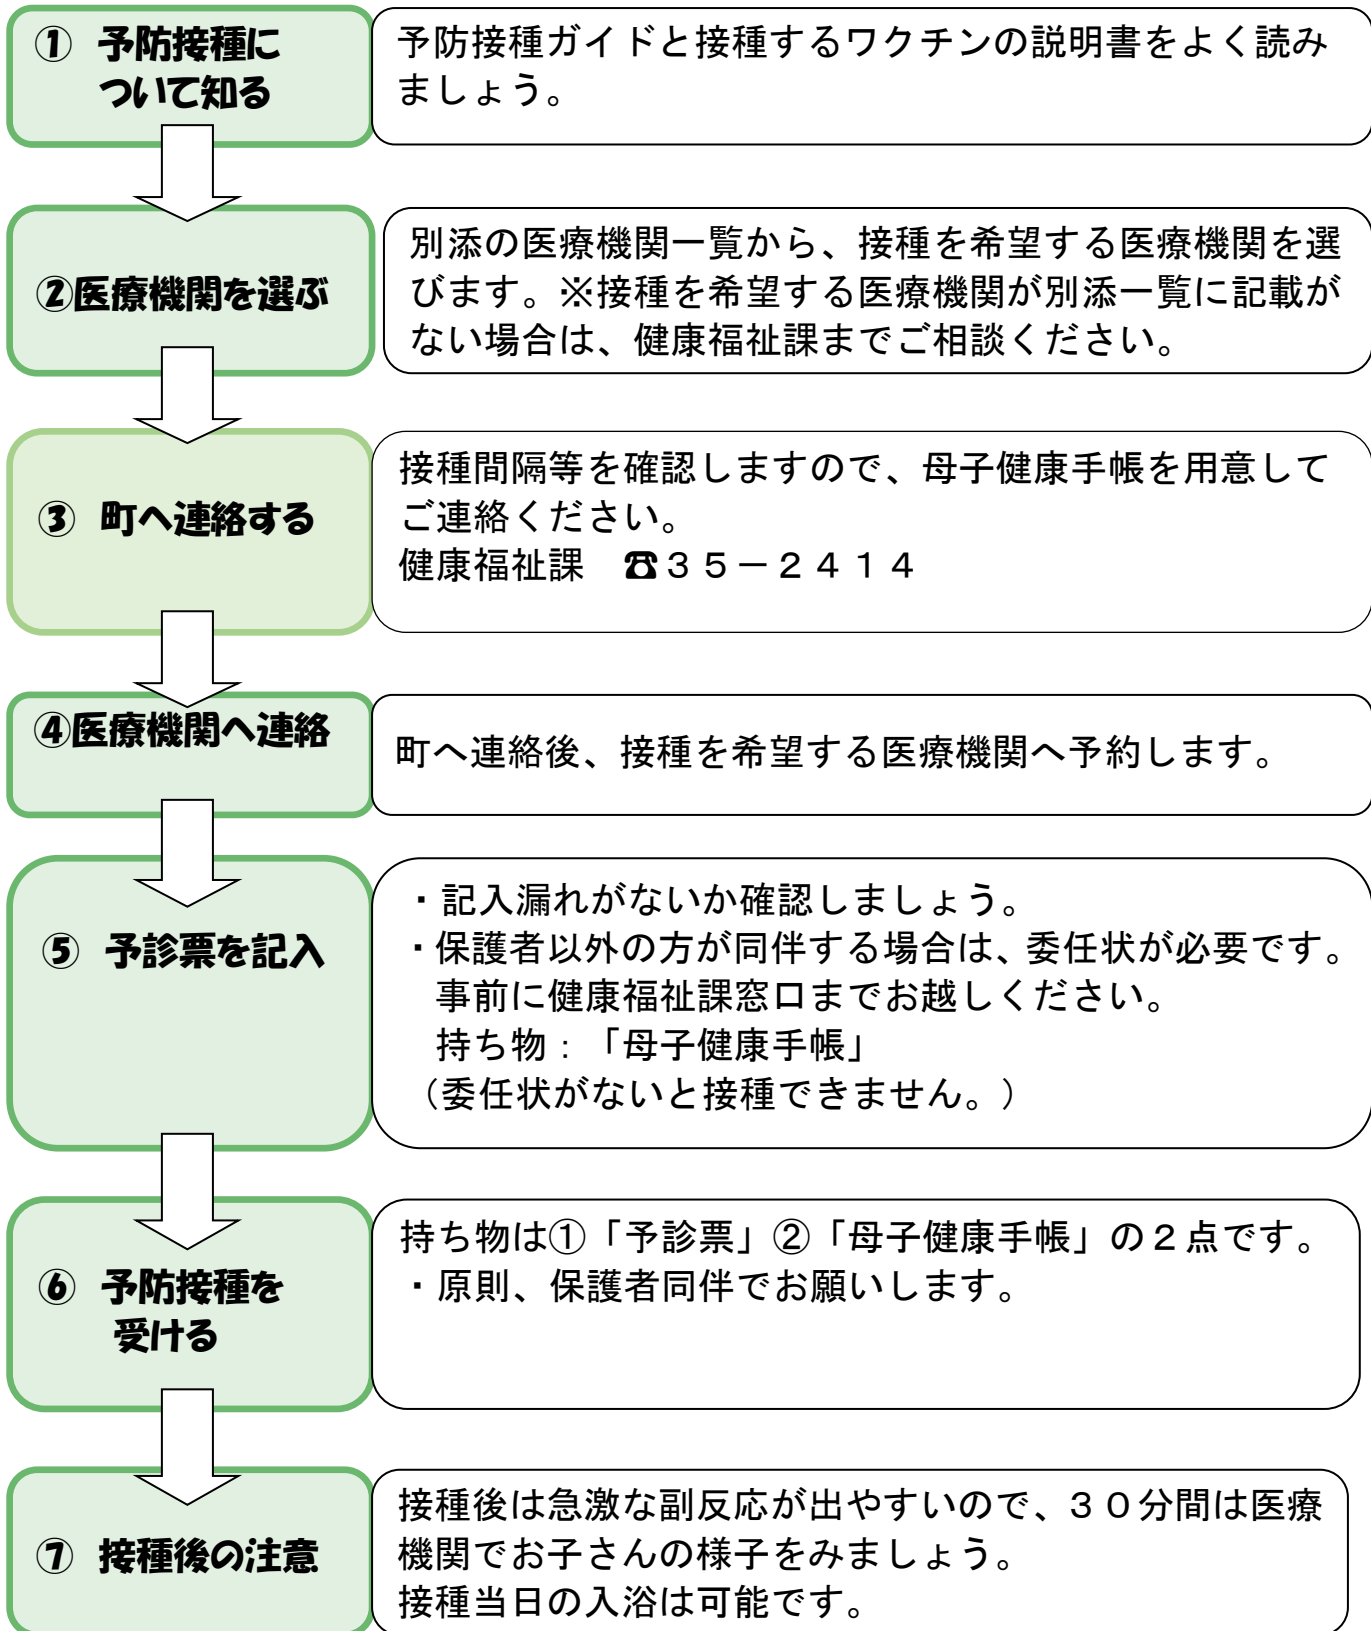 ① 予防接種に
ついて知る
予防接種ガイドと接種するワクチンの説明書をよく読み
ましょう。
②医療機関を選ぶ
別添の医療機関一覧から、接種を希望する医療機関を選
びます。※接種を希望する医療機関が別添一覧に記載が
ない場合は、健康福祉課までご相談ください。
③ 町へ連絡する
接種間隔等を確認しますので、母子健康手帳を用意して
ご連絡ください。
健康福祉課 ☎３５－２４１４
④医療機関へ連絡
町へ連絡後、接種を希望する医療機関へ予約します。
⑤ 予診票を記入
・記入漏れがないか確認しましょう。
・保護者以外の方が同伴する場合は、委任状が必要です。
事前に健康福祉課窓口までお越しください。
持ち物：「母子健康手帳」
（委任状がないと接種できません。）
⑥ 予防接種を
受ける
持ち物は①「予診票」②「母子健康手帳」の２点です。
・原則、保護者同伴でお願いします。
⑦ 接種後の注意
接種後は急激な副反応が出やすいので、３０分間は医療
機関でお子さんの様子をみましょう。
接種当日の入浴は可能です。